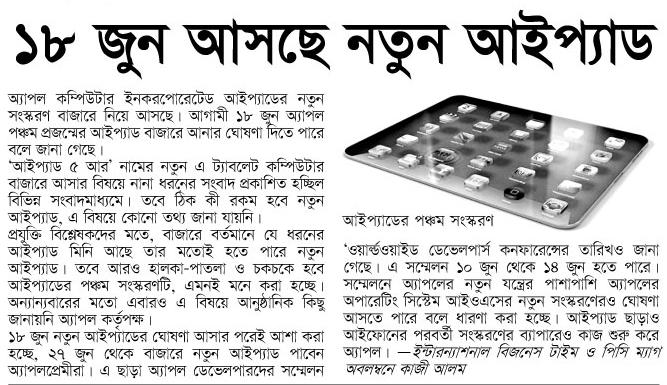 ১৮ জুন আসছে নতুন আইপ্যাড
অ্যাপল কম্পিউটার ইনকরপোরেটেড আইপ্যাডের নতুন
সংস্করণ বাজারে নিয়ে আসছে। আগামী ১৮ জুন অ্যাপল
পঞ্চম প্রজন্মের আইপ্যাড বাজারে আনার ঘোষণা দিতে পারে
বলে জানা গেছে।
‘আইপ্যাড ৫ আর’ নামের নতুন এ ট্যাবলেট কম্পিউটার
বাজারে আসার বিষয়ে নানা ধরনের সংবাদ প্রকাশিত হচ্ছিল
বিভিন্ন সংবাদমাধ্যমে। তবে ঠিক কী রকম হবে নতুন
আইপ্যাড, এ বিষয়ে কোনো তথ্য জানা যায়নি।
প্রযুক্তি বিশ্লেষকদের মতে, বাজারে বর্তমানে যে ধরনের
আইপ্যাড মিনি আছে তার মতোই হতে পারে নতুন
আইপ্যাড। তবে আরও হালকা-পাতলা ও চকচকে হবে
আইপ্যাডের পঞ্চম সংস্করণটি, এমনই মনে করা হচ্ছে।
অন্যান্যবারের মতো এবারও এ বিষয়ে আনুষ্ঠানিক কিছু
জানায়নি অ্যাপল কর্তৃপক্ষ।
১৮ জুন নতুন আইপ্যাডের ঘোষণা আসার পরেই আশা করা
হচ্ছে, ২৭ জুন থেকে বাজারে নতুন আইপ্যাড পাবেন
অ্যাপলপ্রেমীরা। এ ছাড়া অ্যাপল ডেভেলপারদের সম্মেলন
আইপ্যাডের পঞ্চম সংস্করণ
‘ওয়ার্ল্ডওয়াইড ডেভেলপার্স কনফারেন্সের তারিখও জানা
গেছে। এ সম্মেলন ১০ জুন থেকে ১৪ জুন হতে পারে।
সম্মেলনে অ্যাপলের নতুন যন্ত্রের পাশাপাশি অ্যাপলের
অপারেটিং সিস্টেম আইওএসের নতুন সংস্করণেরও ঘোষণা
আসতে পারে বলে ধারণা করা হচ্ছে। আইপ্যাড ছাড়াও
আইফোনের পরবর্তী সংস্করণের ব্যাপারেও কাজ শুরু করে
অ্যাপল। —ইন্টারন্যাশনাল বিজনেস টাইম ও পিসি ম্যাগ
অবলম্বনে কাজী আলম